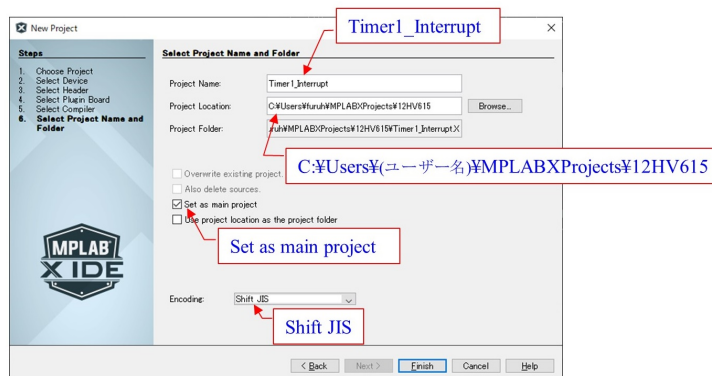 New Project
Timer1_Interrupt
Steps
1. Choose Project
2. Select Device
3. Select Header
4. Select Plugin Board
5. Select Compiler
6. Select Project Name and
Folder
MPLAB
X IDE
Select Project Name and Folder
Project Name: Timer1_Interrupt
Project Location: C:¥Users¥furuh¥MPLABXProjects¥12HV615 Browse...
Project Folder: ruh¥MPLABXProjects¥12HV615¥Timer1_Interrupt.X
C:¥Users¥(ユーザー名)¥MPLABXProjects¥12HV615
Overwrite existing project.
Also delete sources.
Set as main project
Use project location as the project folder
Set as main project
Encoding: Shift JIS
Shift JIS
< Back Next > Finish Cancel Help